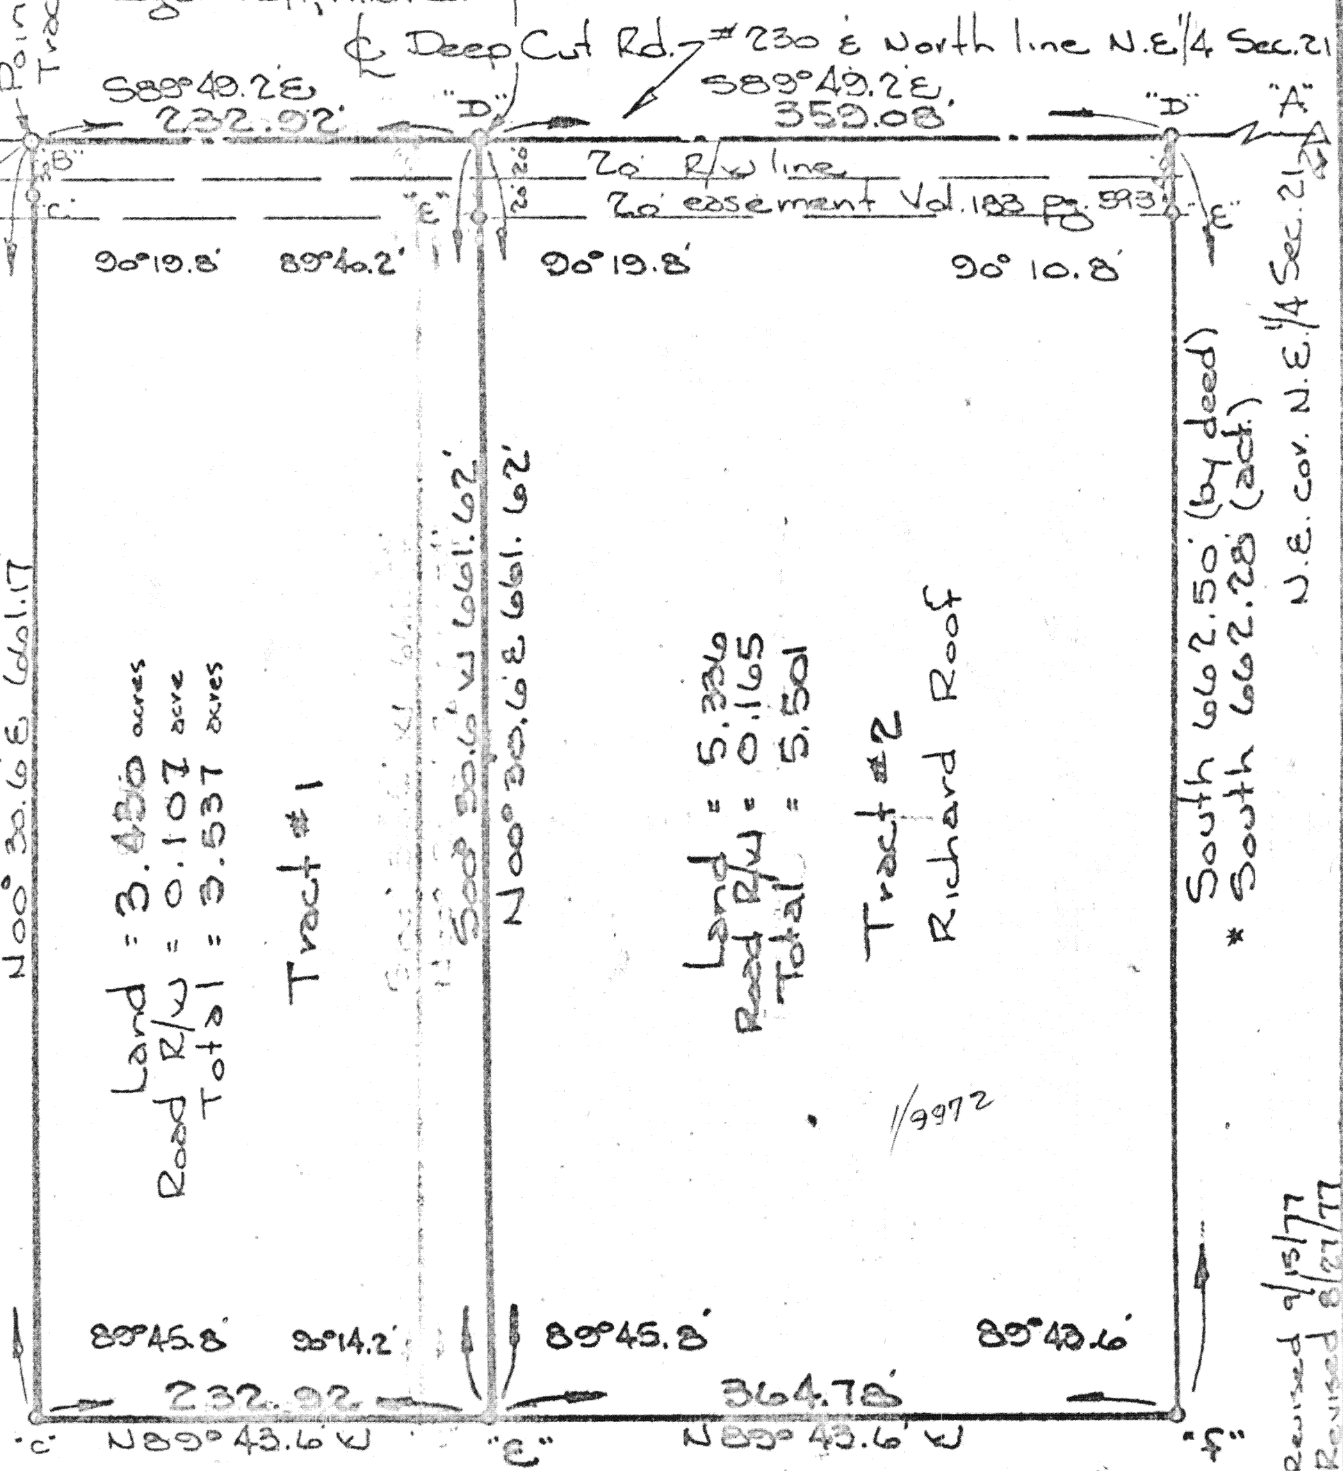 Poin
Trac
℄ Deep Cut Rd. #230 & North line N.E.1/4 Sec.21
S89°49.2'E
232.92'
"D"
S89°49.2'E
359.08'
"D"
"A"
"B"
20'
20' R/W line
"C"
"E"
20'
20' easement Vol. 183 pg. 593
"E"
90°19.8'
89°40.2'
90°19.8'
90°10.8'
N00°30.6'E 661.17
Land = 3.430 acres
Road R/W = 0.107 acre
Total = 3.537 acres
Tract #1
S00°30.6'W 661.62'
N00°30.6'E 661.62'
Land = 5.336
Road R/W = 0.165
Total = 5.501
Tract #2
Richard Roof
South 662.50' (by deed)
* South 662.28' (act.)
N.E. cor. N.E.1/4 Sec. 21
1/9972
89°45.8'
90°14.2'
89°45.8'
89°43.6'
232.92
364.78'
"C"
N89°43.6'W
"E"
N89°43.6'W
"F"
Revised 9/15/77
Revised 8/27/77